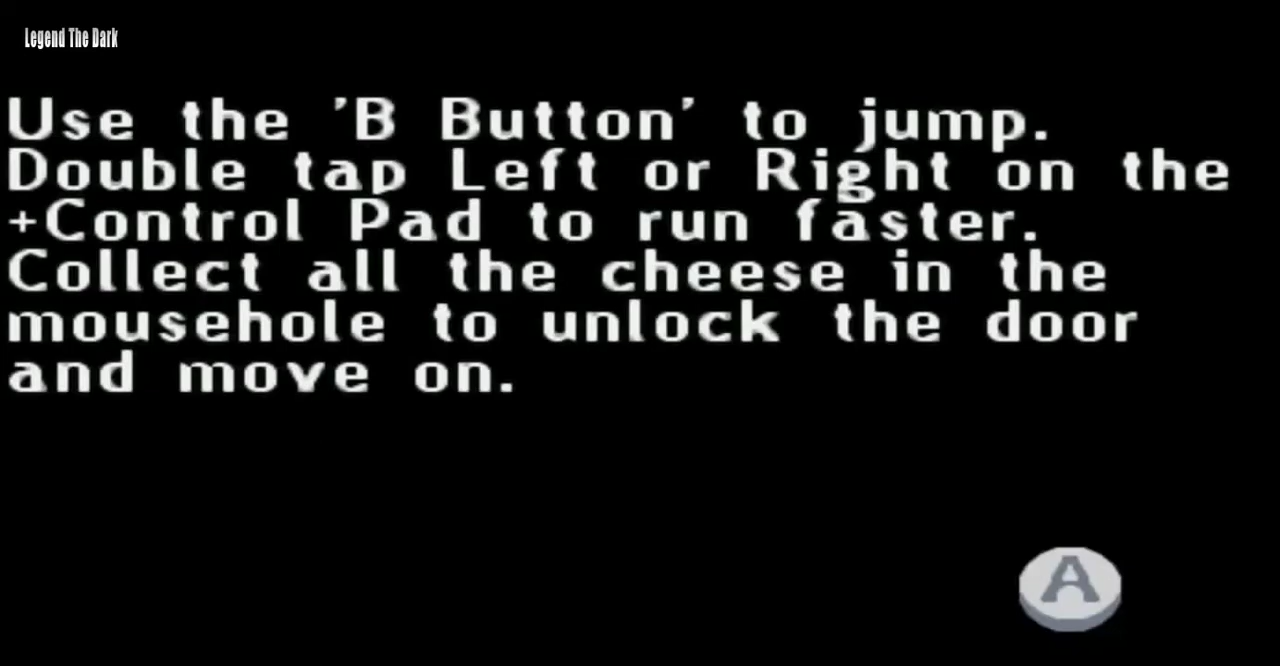 Legend The Dark
Use the 'B Button' to jump.
Double tap Left or Right on the
+Control Pad to run faster.
Collect all the cheese in the
mousehole to unlock the door
and move on.
A